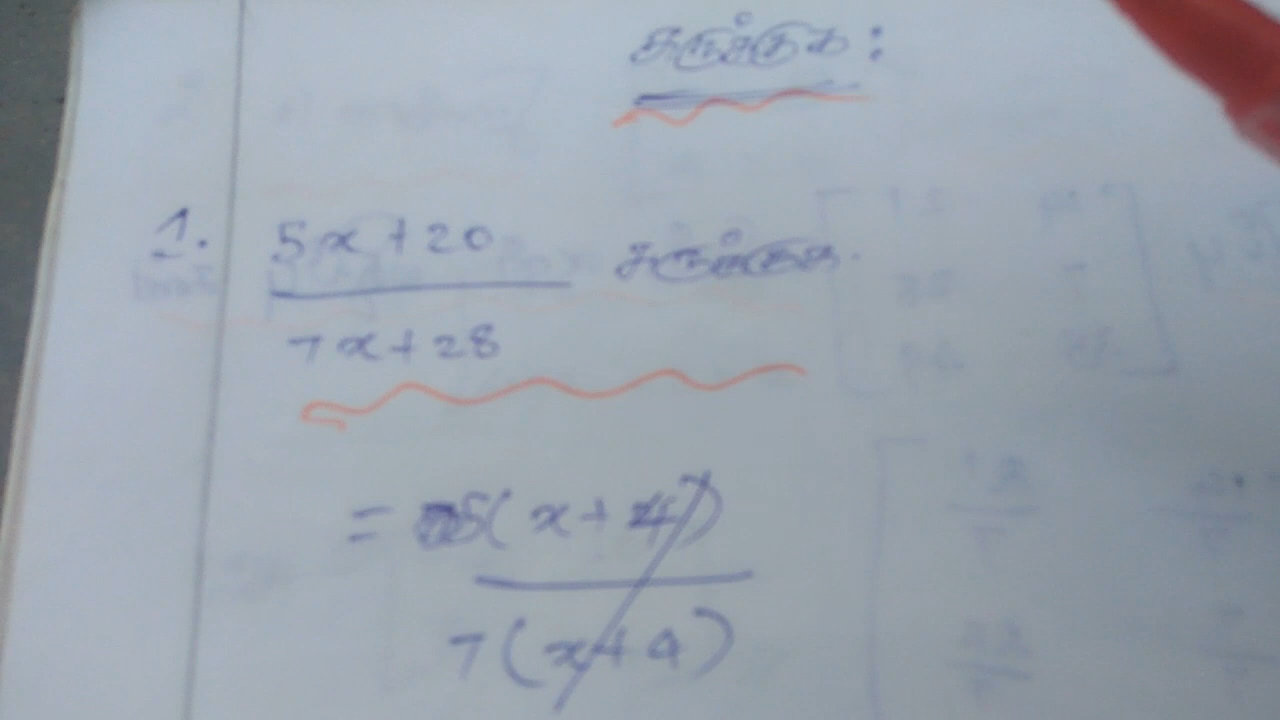 சுருக்குக :
1. 5x+20 சுருக்குக.
7x+28
= 5(x+4)
7(x+4)